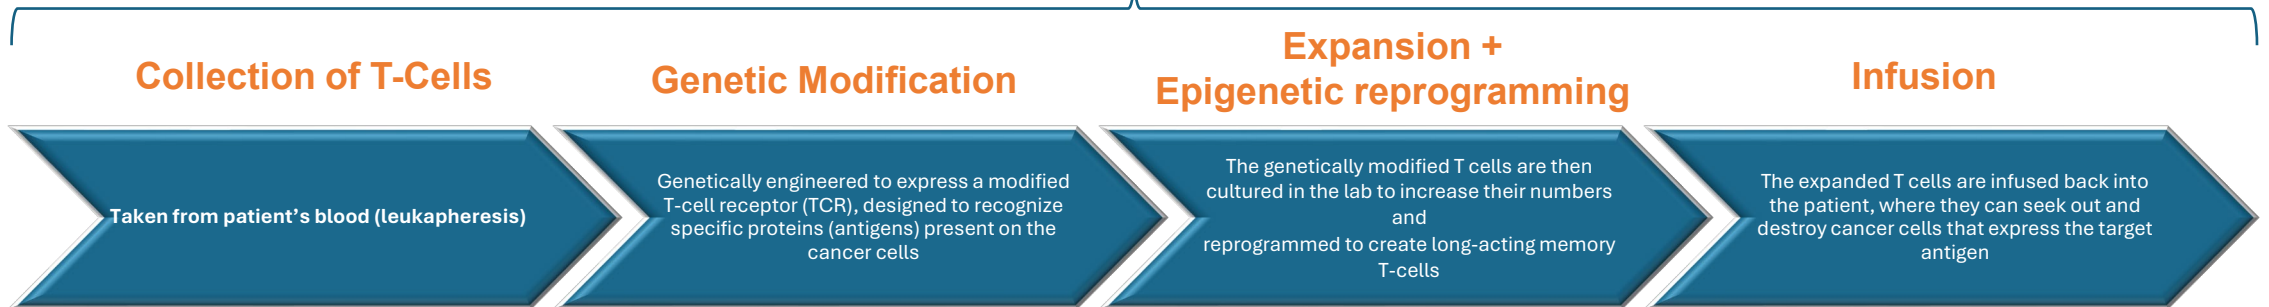 Collection of T-Cells
Taken from patient’s blood (leukapheresis)
Genetic Modification
Genetically engineered to express a modified
T-cell receptor (TCR), designed to recognize
specific proteins (antigens) present on the
cancer cells
Expansion +
Epigenetic reprogramming
The genetically modified T cells are then
cultured in the lab to increase their numbers
and
reprogrammed to create long-acting memory
T-cells
Infusion
The expanded T cells are infused back into
the patient, where they can seek out and
destroy cancer cells that express the target
antigen